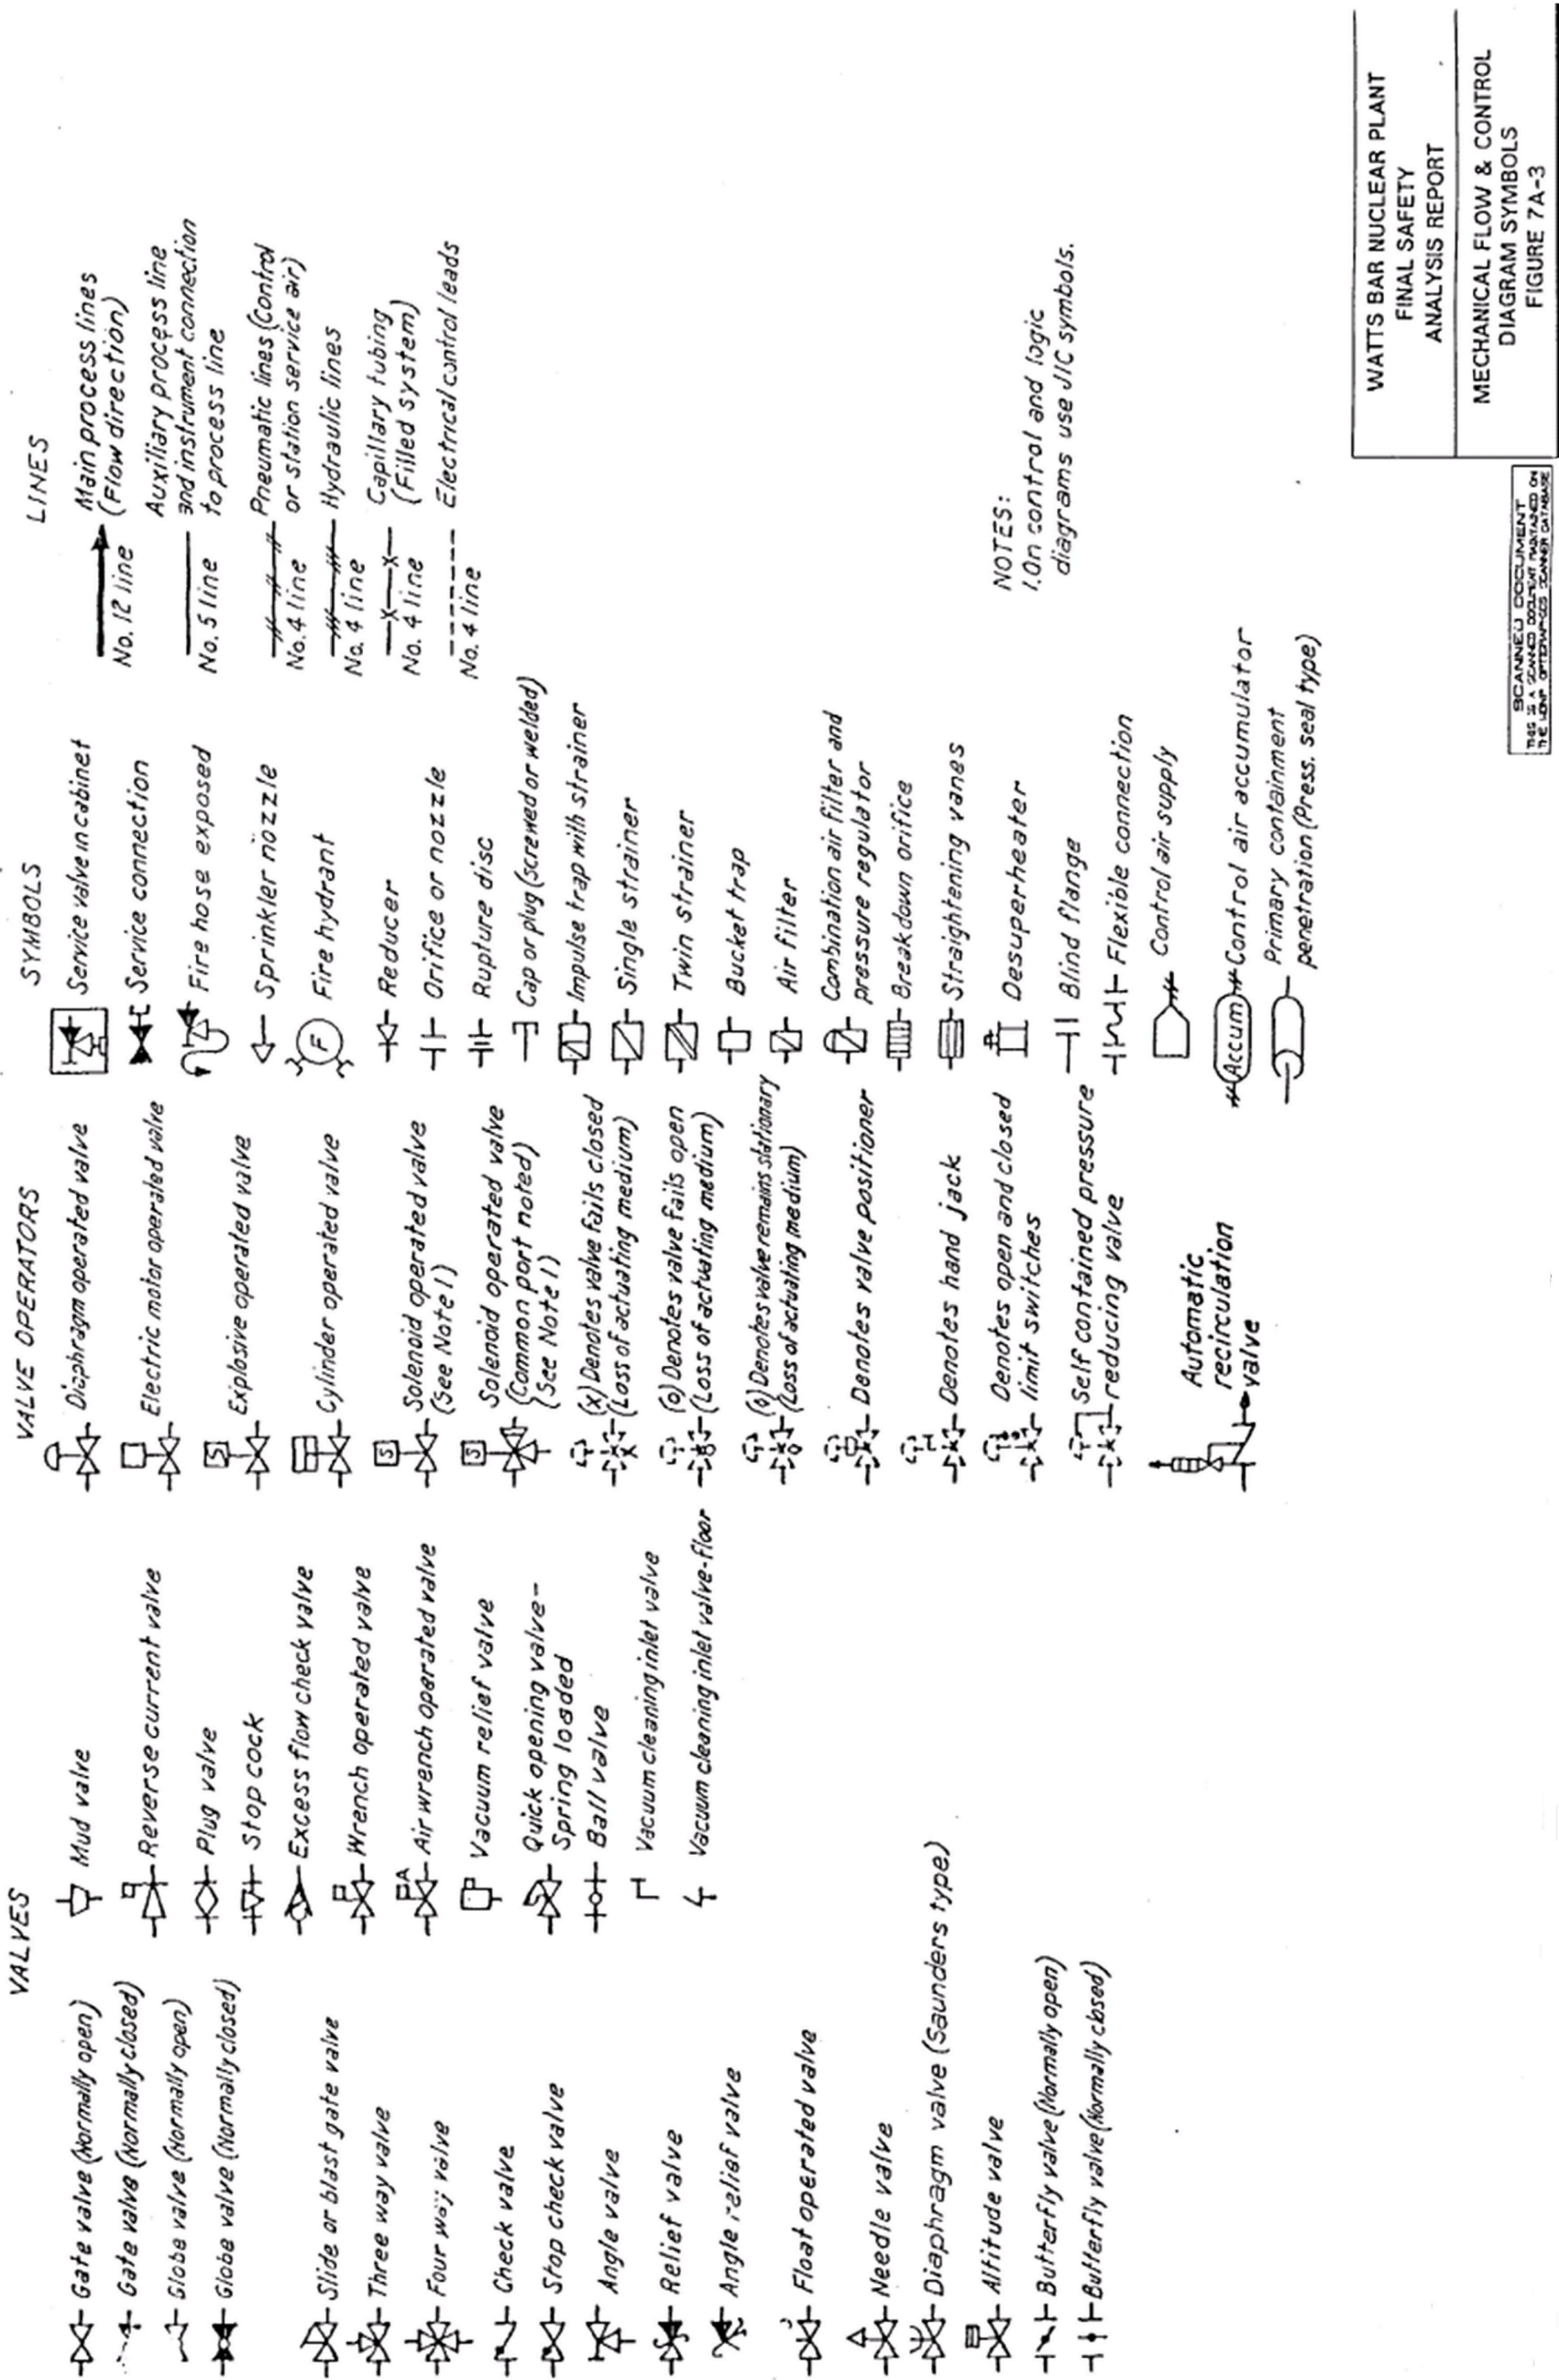 VALVES
Gate valve (Normally open)
Gate valve (Normally closed)
Globe valve (Normally open)
Globe valve (Normally closed)
Slide or blast gate valve
Three way valve
Four way valve
Check valve
Stop check valve
Angle valve
Relief valve
Angle relief valve
Float operated valve
Needle valve
Diaphragm valve (Saunders type)
Altitude valve
Butterfly valve (Normally open)
Butterfly valve (Normally closed)
Mud valve
Reverse current valve
Plug valve
Stop cock
Excess flow check valve
Wrench operated valve
A
Air wrench operated valve
Vacuum relief valve
Quick opening valve-
Spring loaded
Ball valve
Vacuum cleaning inlet valve
Vacuum cleaning inlet valve-floor
VALVE OPERATORS
Diaphragm operated valve
Electric motor operated valve
S
Explosive operated valve
Cylinder operated valve
S
Solenoid operated valve
(See Note 1)
S
Solenoid operated valve
(Common port noted)
(See Note 1)
(x) Denotes valve fails closed
(Loss of actuating medium)
(o) Denotes valve fails open
(Loss of actuating medium)
Denotes valve remains stationary
(Loss of actuating medium)
Denotes valve positioner
Denotes hand jack
Denotes open and closed
limit switches
Self contained pressure
reducing valve
Automatic
recirculation
valve
SYMBOLS
Service valve in cabinet
Service connection
Fire hose exposed
Sprinkler nozzle
F
Fire hydrant
Reducer
Orifice or nozzle
Rupture disc
Cap or plug (screwed or welded)
Impulse trap with strainer
Single strainer
Twin strainer
Bucket trap
Air filter
Combination air filter and
pressure regulator
Breakdown orifice
Straightening vanes
Desuperheater
Blind flange
Flexible connection
Control air supply
Accum
Control air accumulator
Primary containment
penetration (Press. seal type)
LINES
Main process lines
(Flow direction)
No. 12 line
Auxiliary process line
and instrument connection
to process line
No. 5 line
Pneumatic lines (Control
or station service air)
No. 4 line
Hydraulic lines
No. 4 line
Capillary tubing
(Filled system)
No. 4 line
Electrical control leads
No. 4 line
NOTES:
1. On control and logic
diagrams use JIC symbols.
SCANNED DOCUMENT
THIS IS A SCANNED DOCUMENT MAINTAINED ON
THE SCANNER DATABASE
WATTS BAR NUCLEAR PLANT
FINAL SAFETY
ANALYSIS REPORT
MECHANICAL FLOW & CONTROL
DIAGRAM SYMBOLS
FIGURE 7A-3